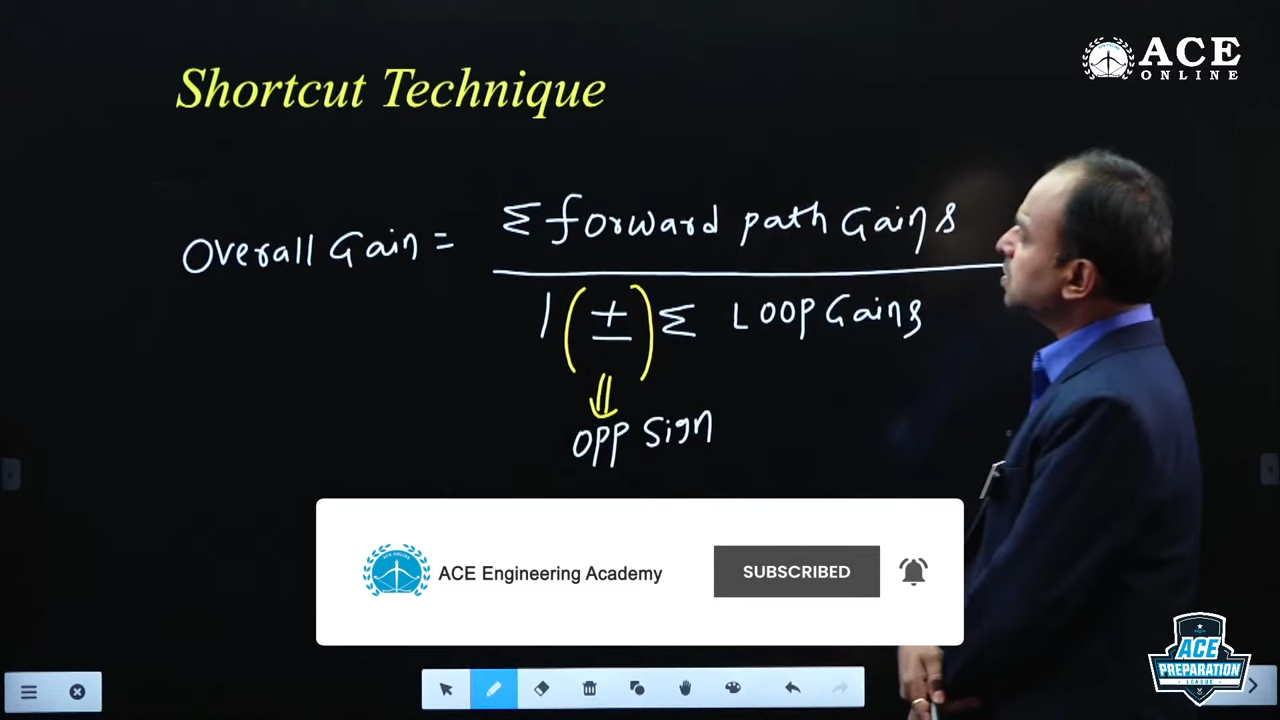 ACE
ONLINE
Shortcut Technique
Overall Gain = Σ forward path Gains
1 (±) Σ LOOP Gains
⇓
opp sign
ACE Engineering Academy
SUBSCRIBED
ACE
PREPARATION
LEAGUE